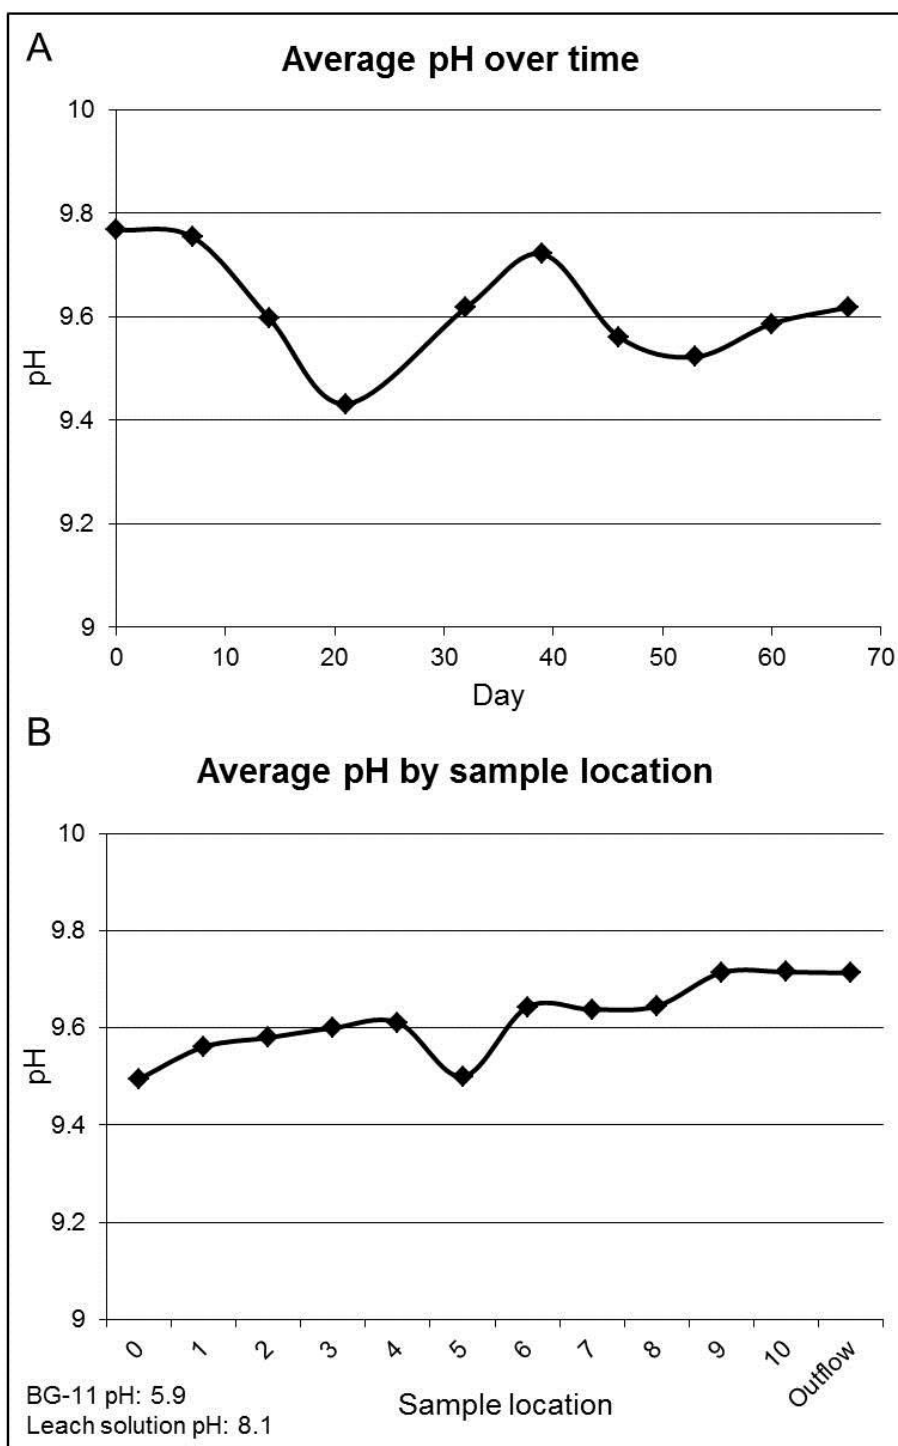 A
Average pH over time
10
9.8
9.6
9.4
9.2
9
pH
0 10 20 30 40 50 60 70
Day
B
Average pH by sample location
10
9.8
9.6
9.4
9.2
9
pH
0 1 2 3 4 5 6 7 8 9 10 Outflow
Sample location
BG-11 pH: 5.9
Leach solution pH: 8.1